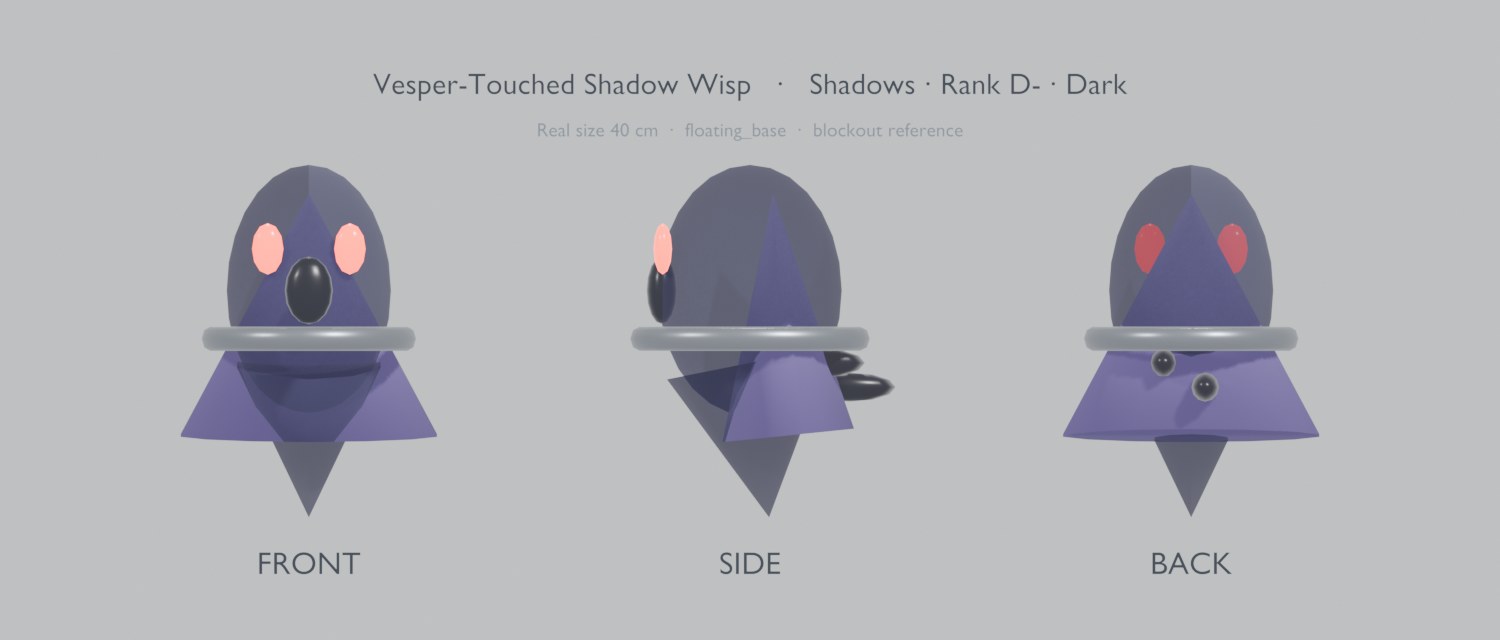 Vesper-Touched Shadow Wisp · Shadows · Rank D- · Dark
Real size 40 cm · floating_base · blockout reference
FRONT
SIDE
BACK